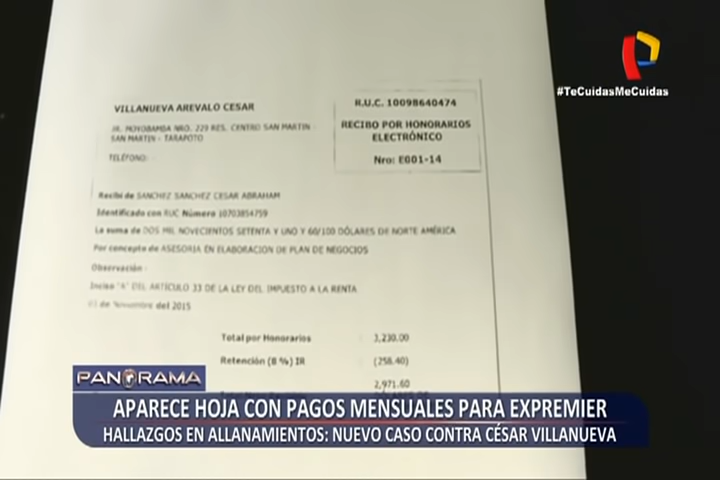 #TeCuidasMeCuidas
VILLANUEVA AREVALO CESAR
JR. MOYOBAMBA NRO. 229 RES. CENTRO SAN MARTIN -
SAN MARTIN - TARAPOTO
TELÉFONO:
R.U.C. 10098640474
RECIBO POR HONORARIOS
ELECTRÓNICO
Nro: E001-14
Recibi de SANCHEZ SANCHEZ CESAR ABRAHAM
Identificado con RUC Número 10703854759
La suma de DOS MIL NOVECIENTOS SETENTA Y UNO Y 60/100 DÓLARES DE NORTE AMÉRICA
Por concepto de ASESORIA EN ELABORACION DE PLAN DE NEGOCIOS
Observación -
Inciso "A" DEL ARTÍCULO 33 DE LA LEY DEL IMPUESTO A LA RENTA
de Noviembre del 2015
Total por Honorarios 3,230.00
Retención (8 %) IR (258.40)
2,971.60
PANORAMA
APARECE HOJA CON PAGOS MENSUALES PARA EXPREMIER
HALLAZGOS EN ALLANAMIENTOS: NUEVO CASO CONTRA CÉSAR VILLANUEVA